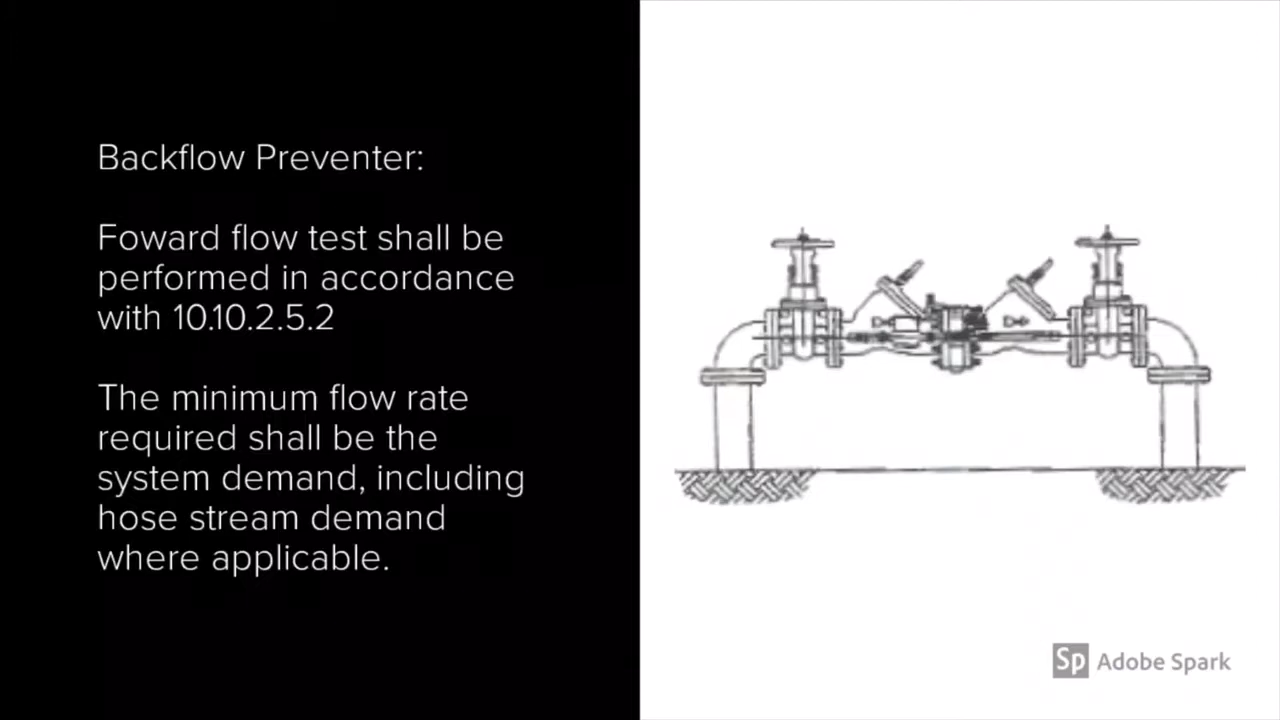 Backflow Preventer:
Foward flow test shall be
performed in accordance
with 10.10.2.5.2
The minimum flow rate
required shall be the
system demand, including
hose stream demand
where applicable.
Sp Adobe Spark